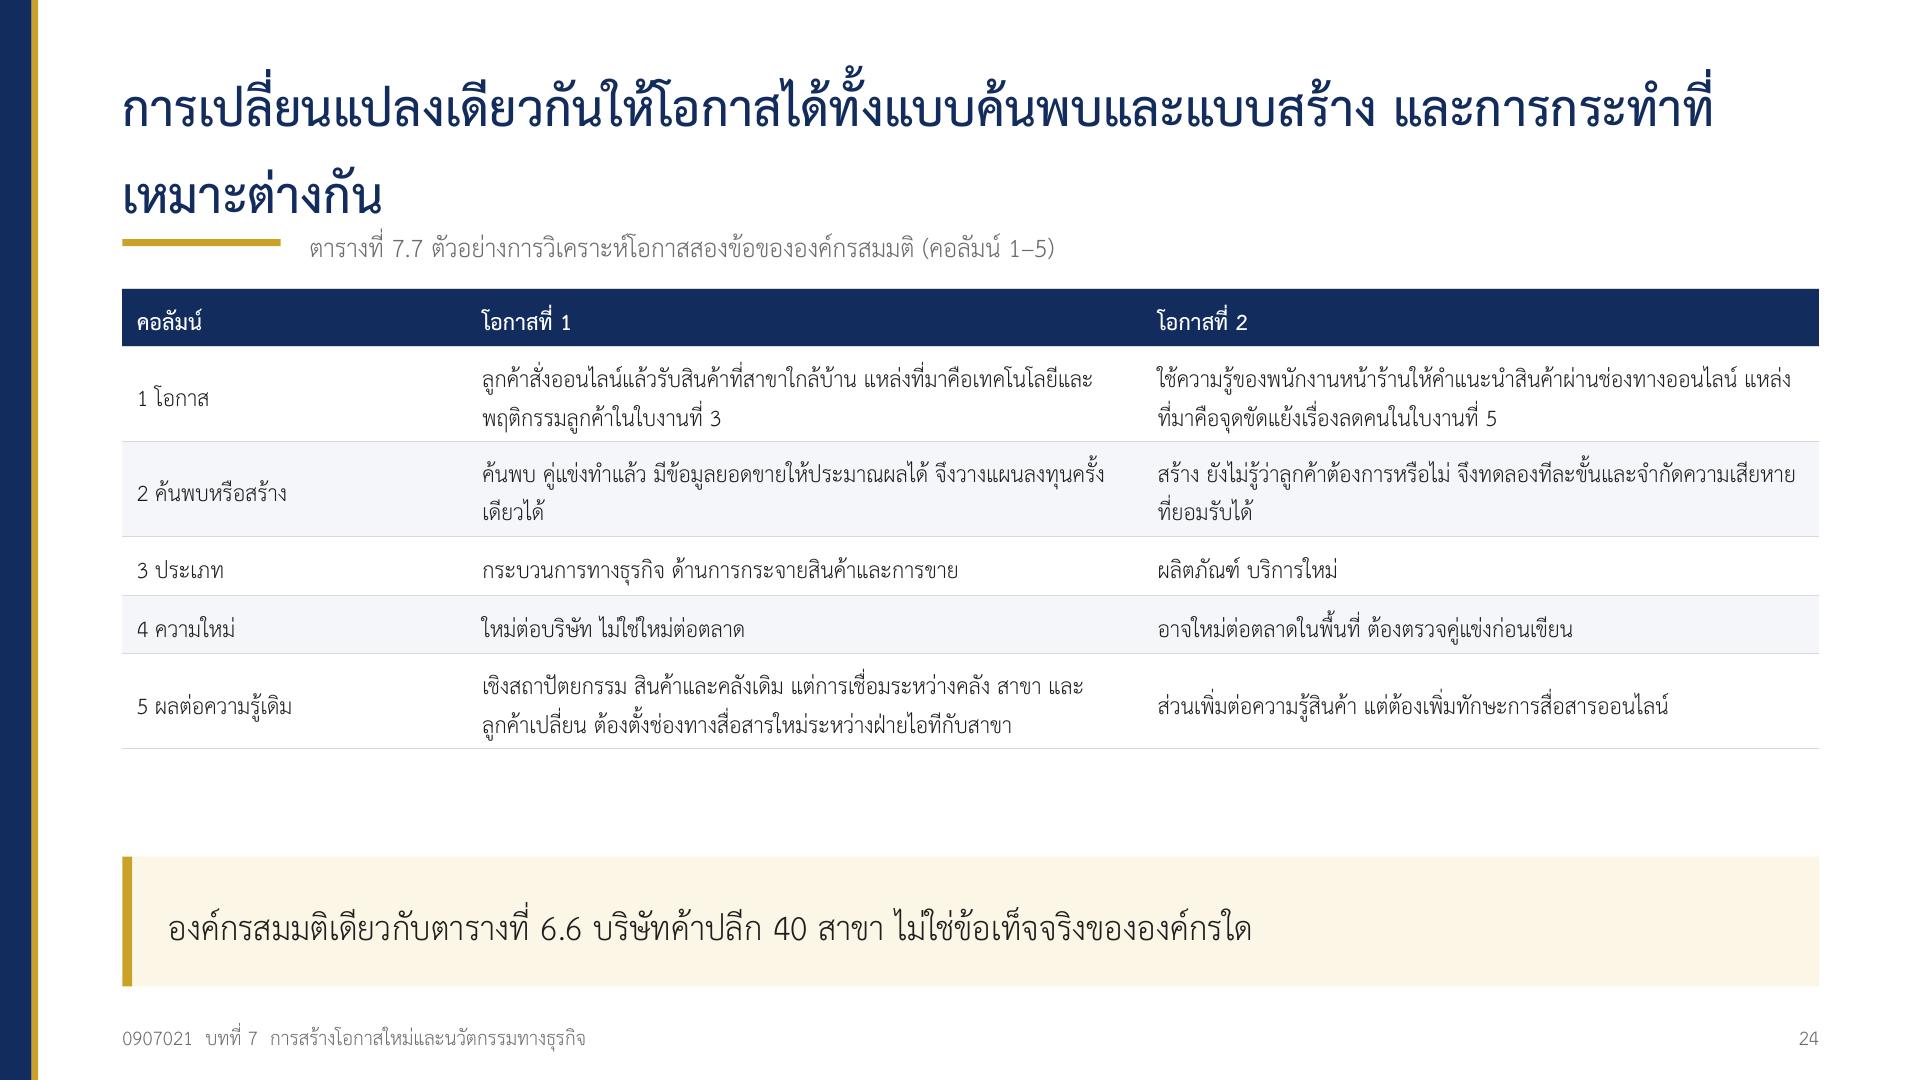 การเปลี่ยนแปลงเดียวกันให้โอกาสได้ทั้งแบบค้นพบและแบบสร้าง และการกระทำที่
เหมาะต่างกัน
ตารางที่ 7.7 ตัวอย่างการวิเคราะห์โอกาสสองข้อขององค์กรสมมติ (คอลัมน์ 1–5)
คอลัมน์ โอกาสที่ 1 โอกาสที่ 2
1 โอกาส
ลูกค้าสั่งออนไลน์แล้วรับสินค้าที่สาขาใกล้บ้าน แหล่งที่มาคือเทคโนโลยีและ
พฤติกรรมลูกค้าในใบงานที่ 3
ใช้ความรู้ของพนักงานหน้าร้านให้คำแนะนำสินค้าผ่านช่องทางออนไลน์ แหล่ง
ที่มาคือจุดขัดแย้งเรื่องลดคนในใบงานที่ 5
2 ค้นพบหรือสร้าง
ค้นพบ คู่แข่งทำแล้ว มีข้อมูลยอดขายให้ประมาณผลได้ จึงวางแผนลงทุนครั้ง
เดียวได้
สร้าง ยังไม่รู้ว่าลูกค้าต้องการหรือไม่ จึงทดลองทีละขั้นและจำกัดความเสียหาย
ที่ยอมรับได้
3 ประเภท
กระบวนการทางธุรกิจ ด้านการกระจายสินค้าและการขาย
ผลิตภัณฑ์ บริการใหม่
4 ความใหม่
ใหม่ต่อบริษัท ไม่ใช่ใหม่ต่อตลาด
อาจใหม่ต่อตลาดในพื้นที่ ต้องตรวจคู่แข่งก่อนเขียน
5 ผลต่อความรู้เดิม
เชิงสถาปัตยกรรม สินค้าและคลังเดิม แต่การเชื่อมระหว่างคลัง สาขา และ
ลูกค้าเปลี่ยน ต้องตั้งช่องทางสื่อสารใหม่ระหว่างฝ่ายไอทีกับสาขา
ส่วนเพิ่มต่อความรู้สินค้า แต่ต้องเพิ่มทักษะการสื่อสารออนไลน์
องค์กรสมมติเดียวกับตารางที่ 6.6 บริษัทค้าปลีก 40 สาขา ไม่ใช่ข้อเท็จจริงขององค์กรใด
0907021 บทที่ 7 การสร้างโอกาสใหม่และนวัตกรรมทางธุรกิจ
24